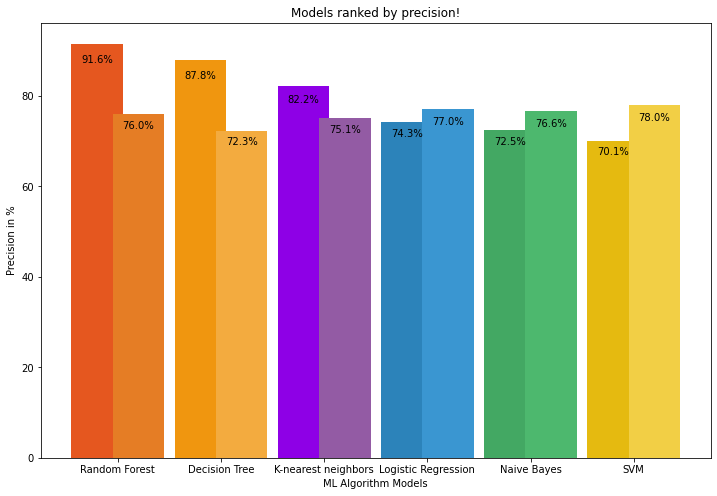 Models ranked by precision!
91.6%
76.0%
87.8%
72.3%
82.2%
75.1%
74.3%
77.0%
72.5%
76.6%
70.1%
78.0%
80
60
40
20
0
Precision in %
Random Forest
Decision Tree
K-nearest neighbors
Logistic Regression
Naive Bayes
SVM
ML Algorithm Models